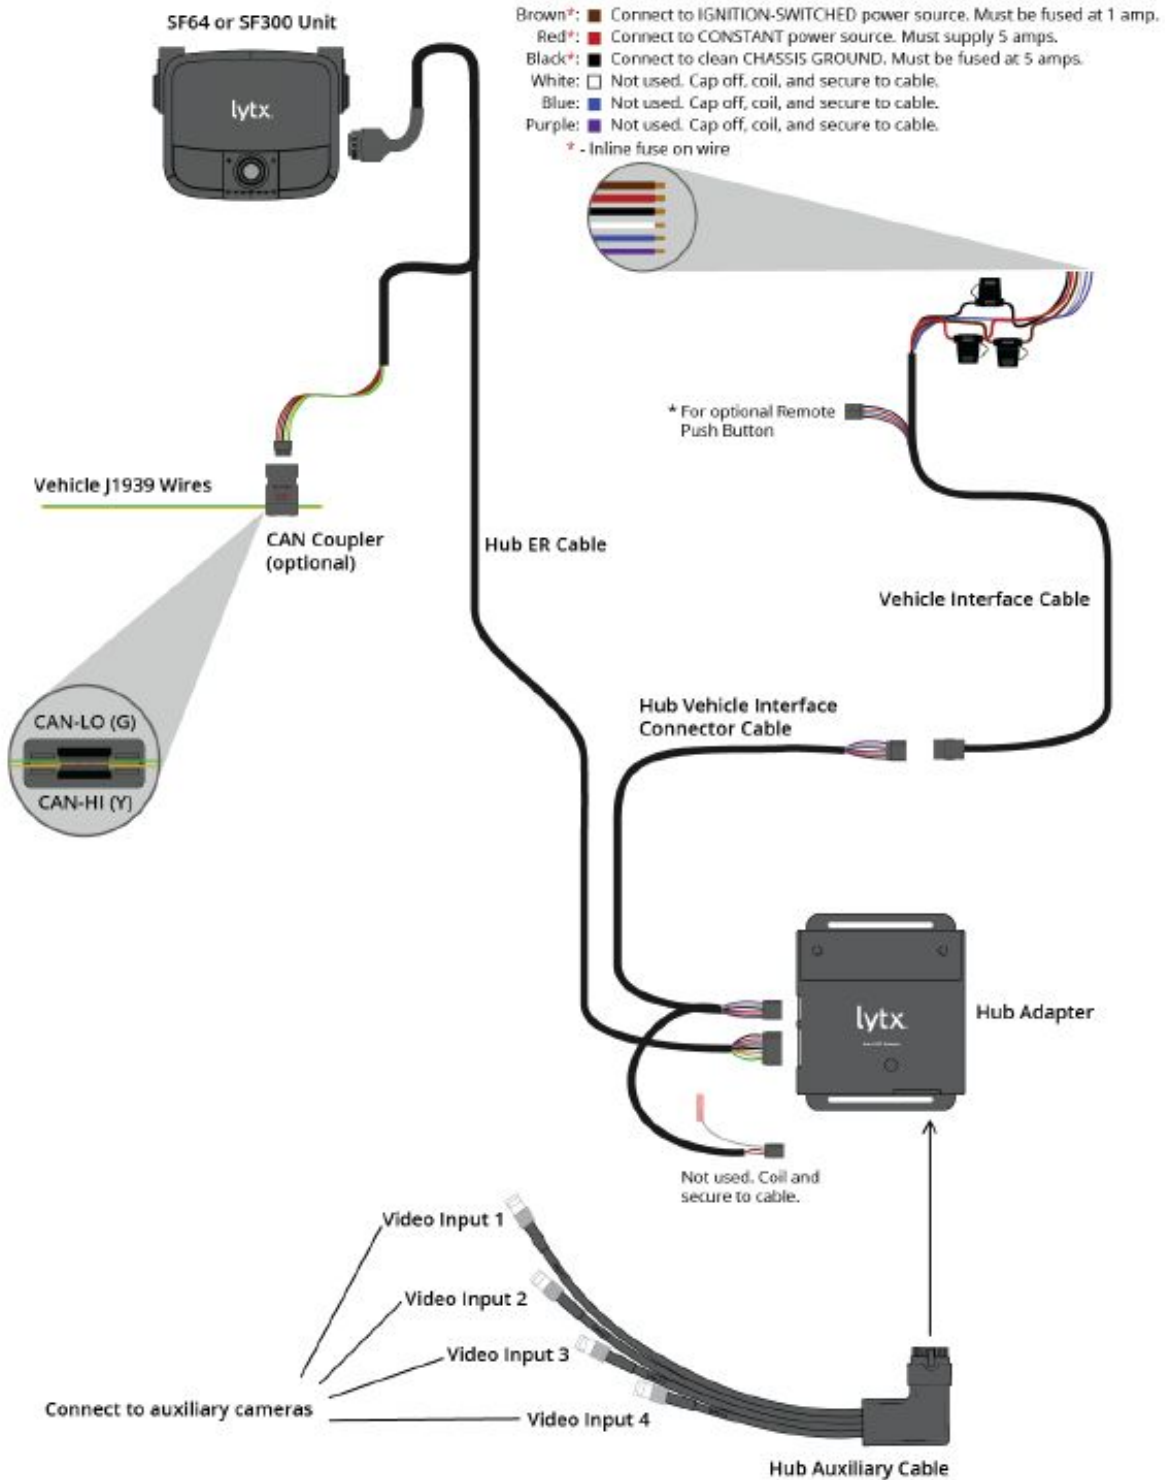 SF64 or SF300 Unit
lytx
Brown*: Connect to IGNITION-SWITCHED power source. Must be fused at 1 amp.
Red*: Connect to CONSTANT power source. Must supply 5 amps.
Black*: Connect to clean CHASSIS GROUND. Must be fused at 5 amps.
White: Not used. Cap off, coil, and secure to cable.
Blue: Not used. Cap off, coil, and secure to cable.
Purple: Not used. Cap off, coil, and secure to cable.
* - Inline fuse on wire
* For optional Remote
Push Button
Vehicle J1939 Wires
CAN Coupler
(optional)
Hub ER Cable
Vehicle Interface Cable
CAN-LO (G)
CAN-HI (Y)
Hub Vehicle Interface
Connector Cable
lytx
Hub Adapter
Not used. Coil and
secure to cable.
Video Input 1
Video Input 2
Video Input 3
Connect to auxiliary cameras
Video Input 4
Hub Auxiliary Cable